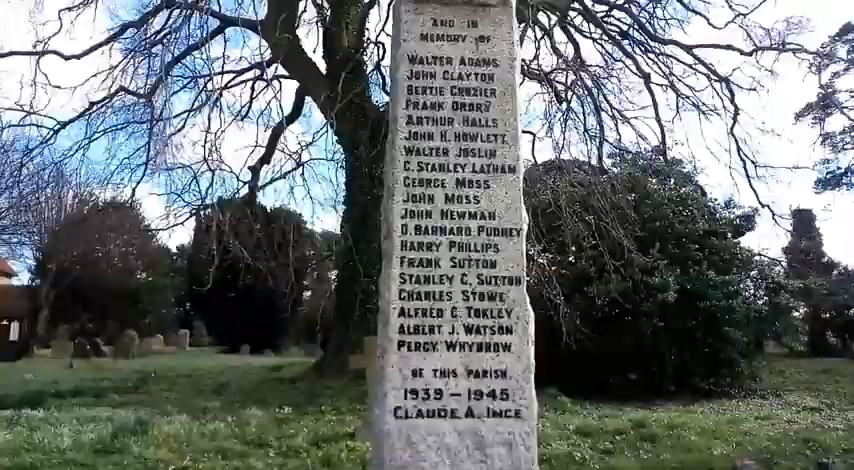 AND IN
MEMORY OF
WALTER ADAMS
JOHN CLAYTON
BERTIE CROZIER
FRANK DRURY
ARTHUR HALLS
JOHN H. HOWLETT
WALTER JOSLIN
C. STANLEY LATHAM
GEORGE MOSS
JOHN MOSS
JOHN NEWMAN
D. BARNARD PUDNEY
HARRY PHILLIPS
FRANK SUTTON
STANLEY C. SUTTON
CHARLES STOWE
ALFRED C. TOKLEY
ALBERT J. WATSON
PERCY WHYBROW
OF THIS PARISH
1939 – 1945
CLAUDE A. INCE